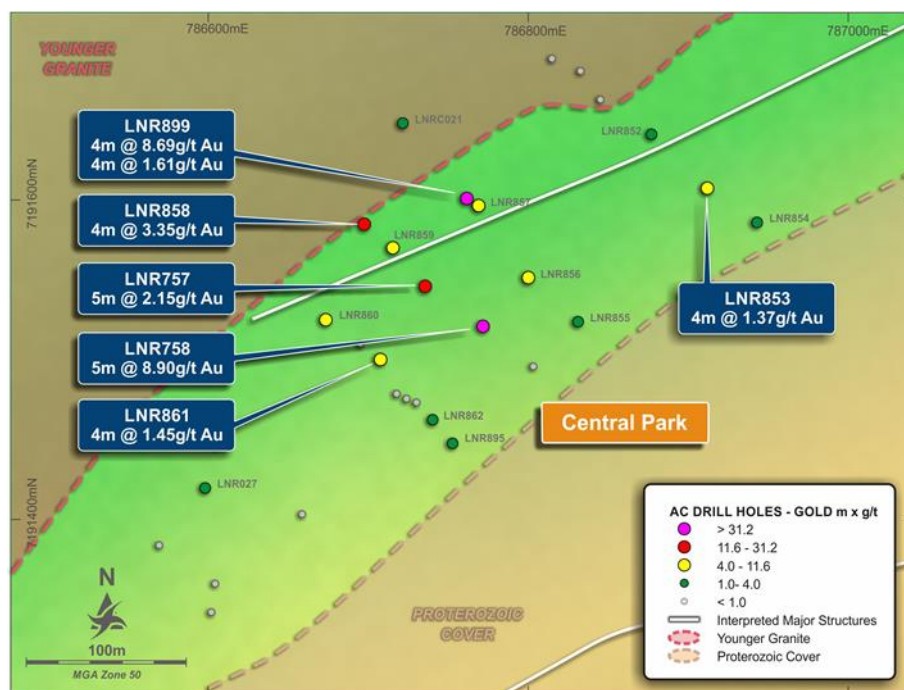 786600mE
786800mE
787000mE
YOUNGER
GRANITE
LNR899
4m @ 8.69g/t Au
4m @ 1.61g/t Au
LNRC021
LNR852
7191600mN
LNR857
LNR858
4m @ 3.35g/t Au
LNR859
LNR854
LNR757
5m @ 2.15g/t Au
LNR856
LNR853
4m @ 1.37g/t Au
LNR860
LNR855
LNR758
5m @ 8.90g/t Au
LNR861
4m @ 1.45g/t Au
LNR862
Central Park
LNR895
LNR027
7191400mN
AC DRILL HOLES - GOLD m x g/t
> 31.2
11.6 - 31.2
4.0 - 11.6
1.0- 4.0
< 1.0
Interpreted Major Structures
Younger Granite
Proterozoic Cover
N
100m
MGA Zone 50
PROTEROZOIC
COVER